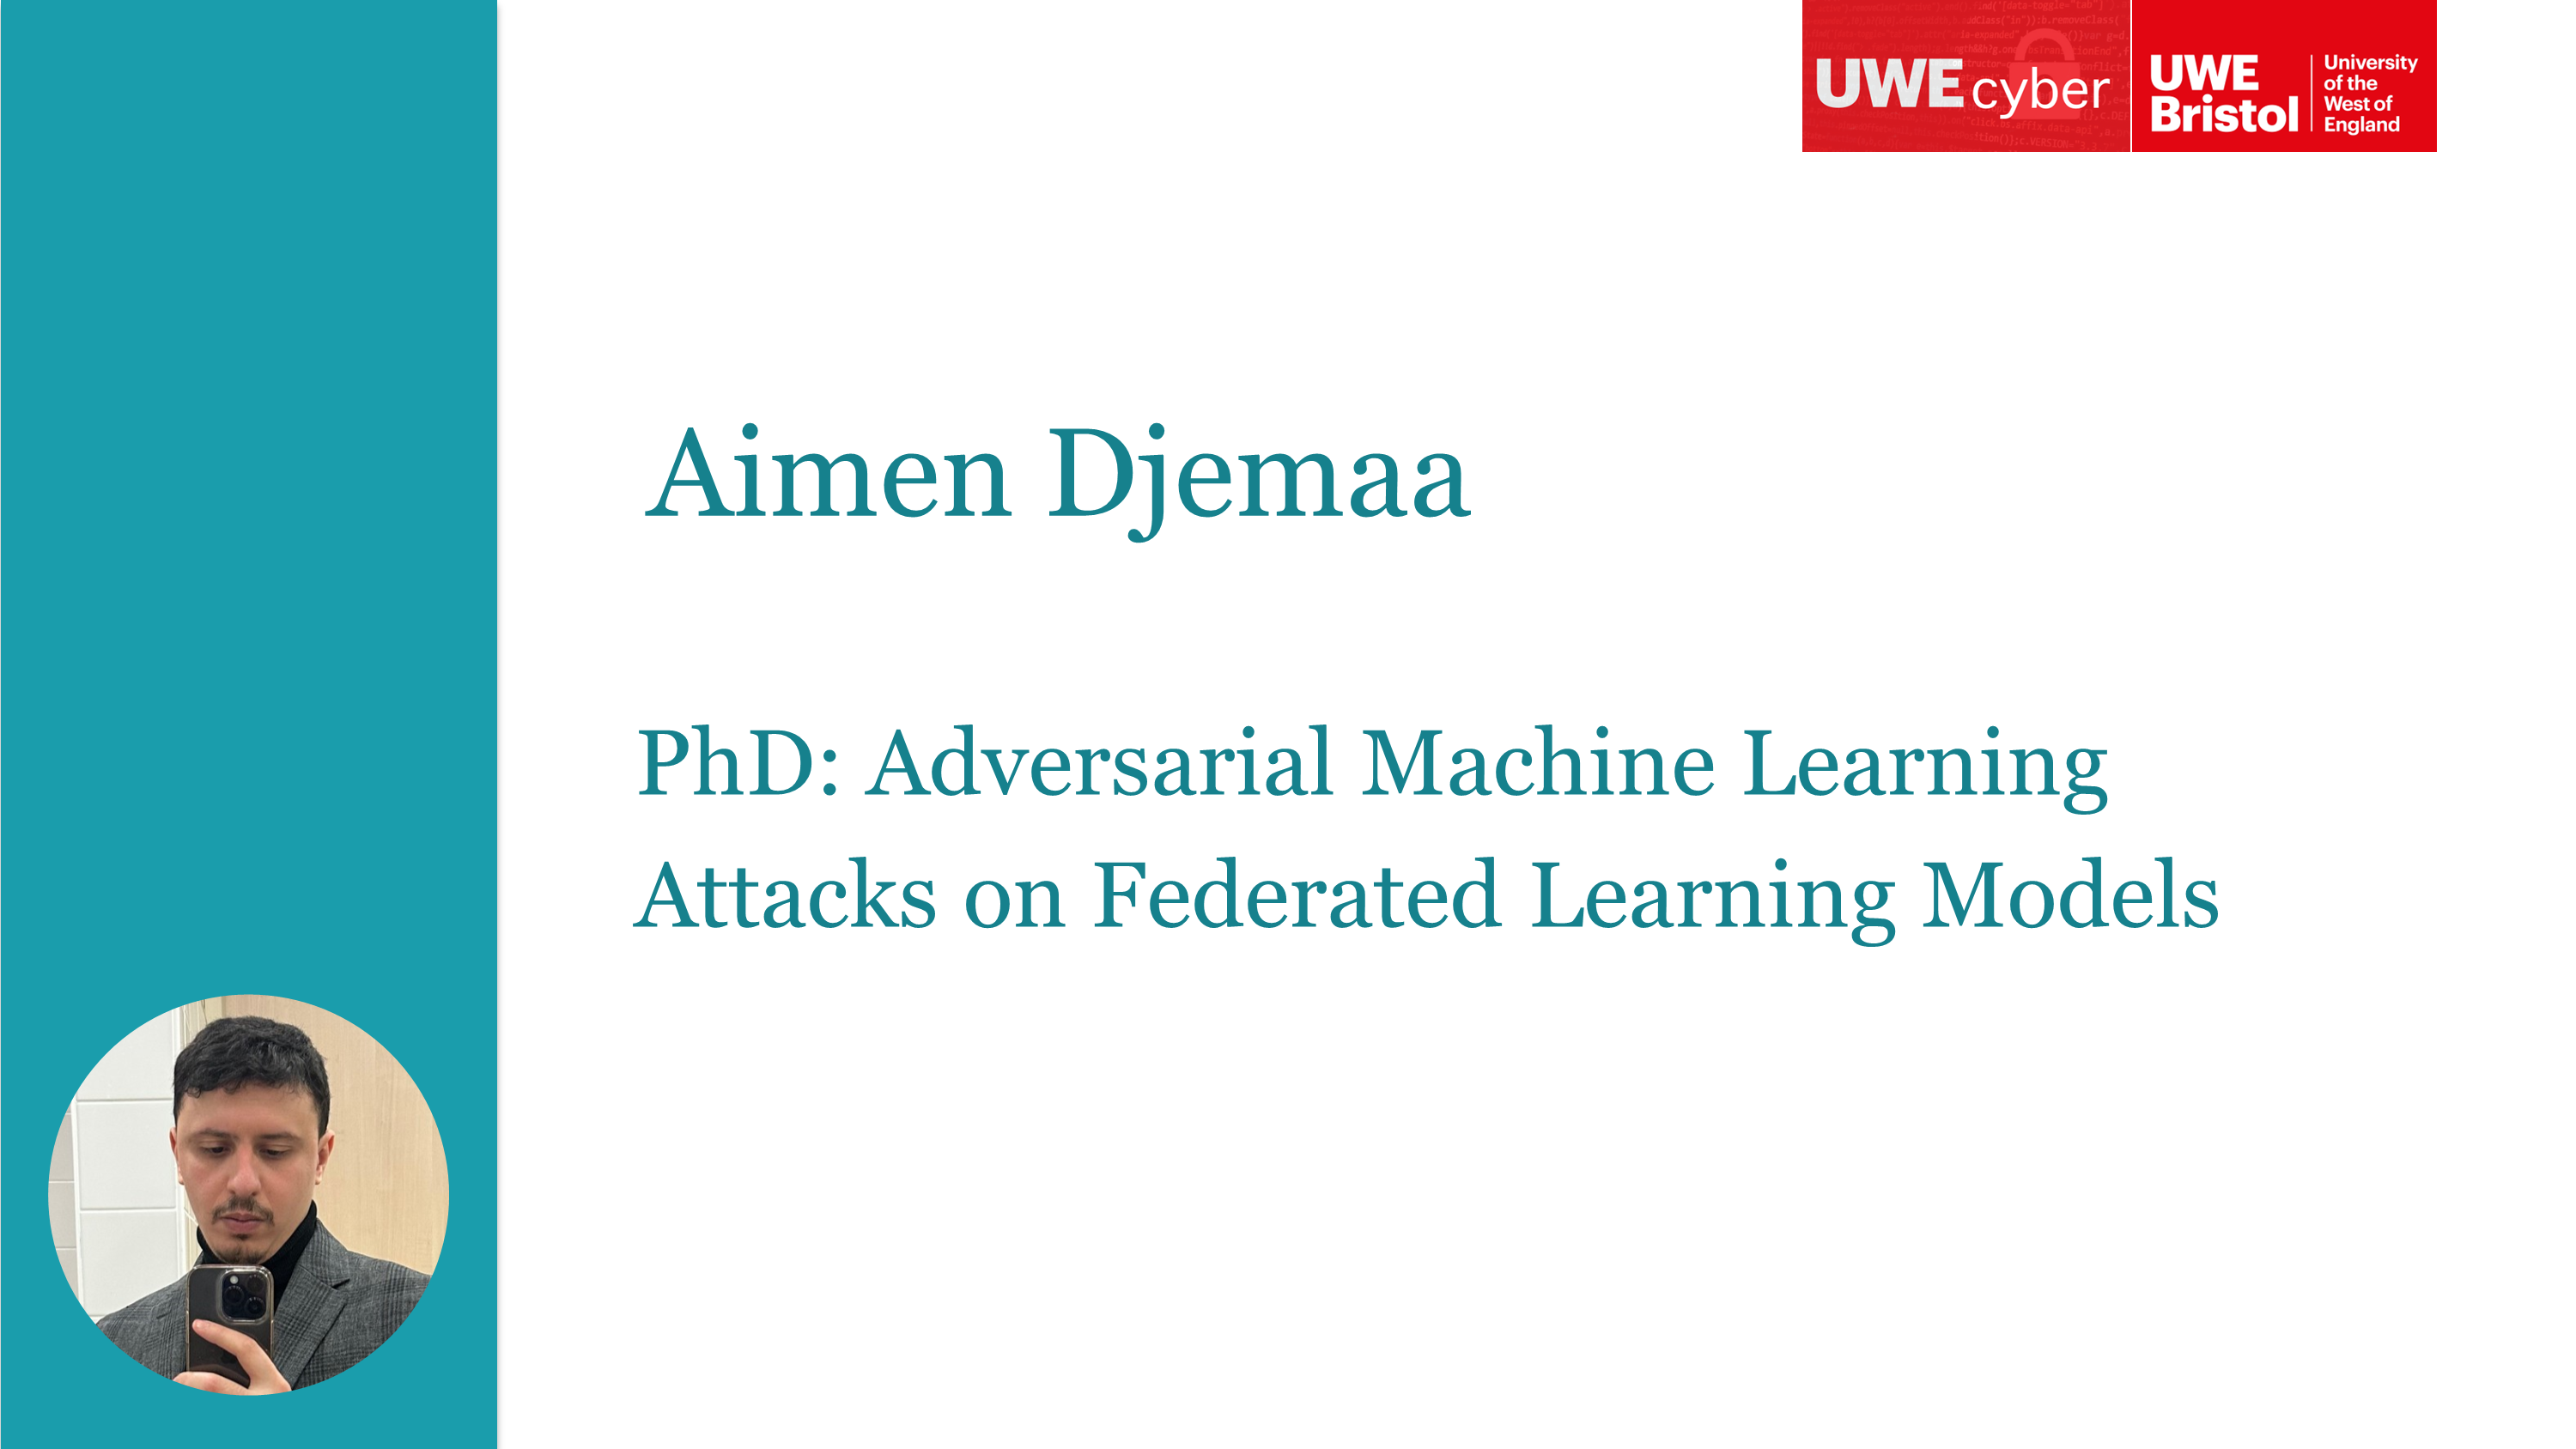 UWE cyber
UWE
Bristol
University
of the
West of
England
Aimen Djemaa
PhD: Adversarial Machine Learning
Attacks on Federated Learning Models